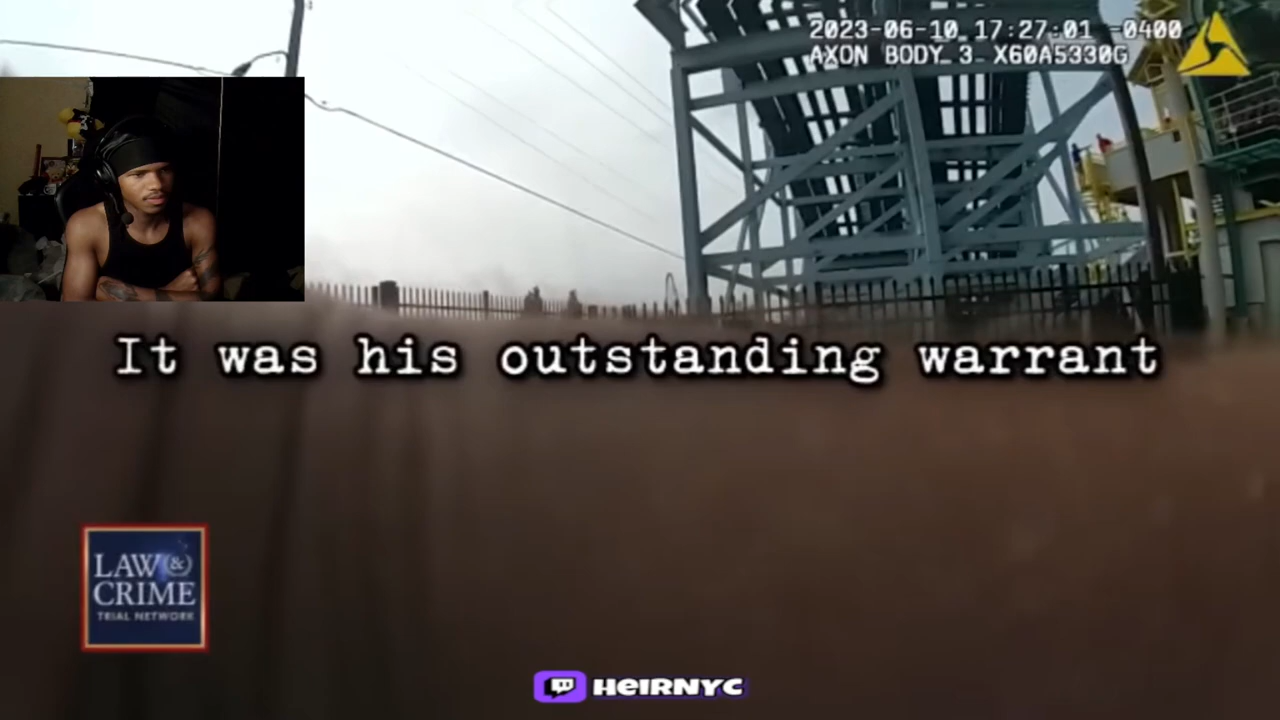 2023-06-10 17:27:01 -0400
AXON BODY 3 X60A5330G
It was his outstanding warrant
LAW &
CRIME
TRIAL NETWORK
HEIRNYC